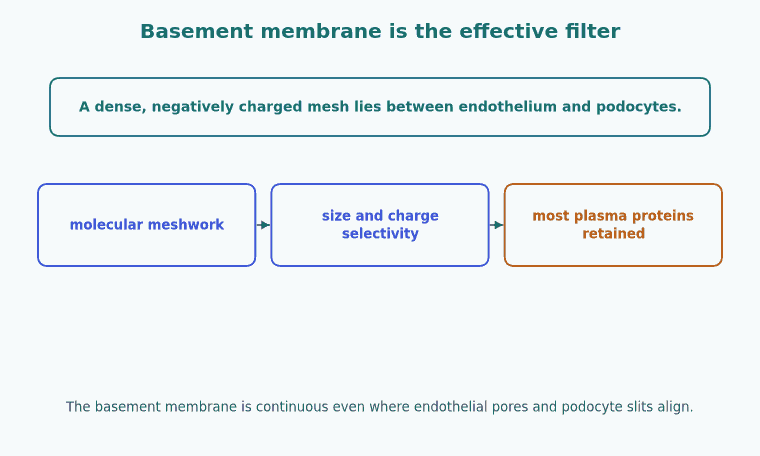 Basement membrane is the effective filter
A dense, negatively charged mesh lies between endothelium and podocytes.
molecular meshwork
size and charge
selectivity
most plasma proteins
retained
The basement membrane is continuous even where endothelial pores and podocyte slits align.